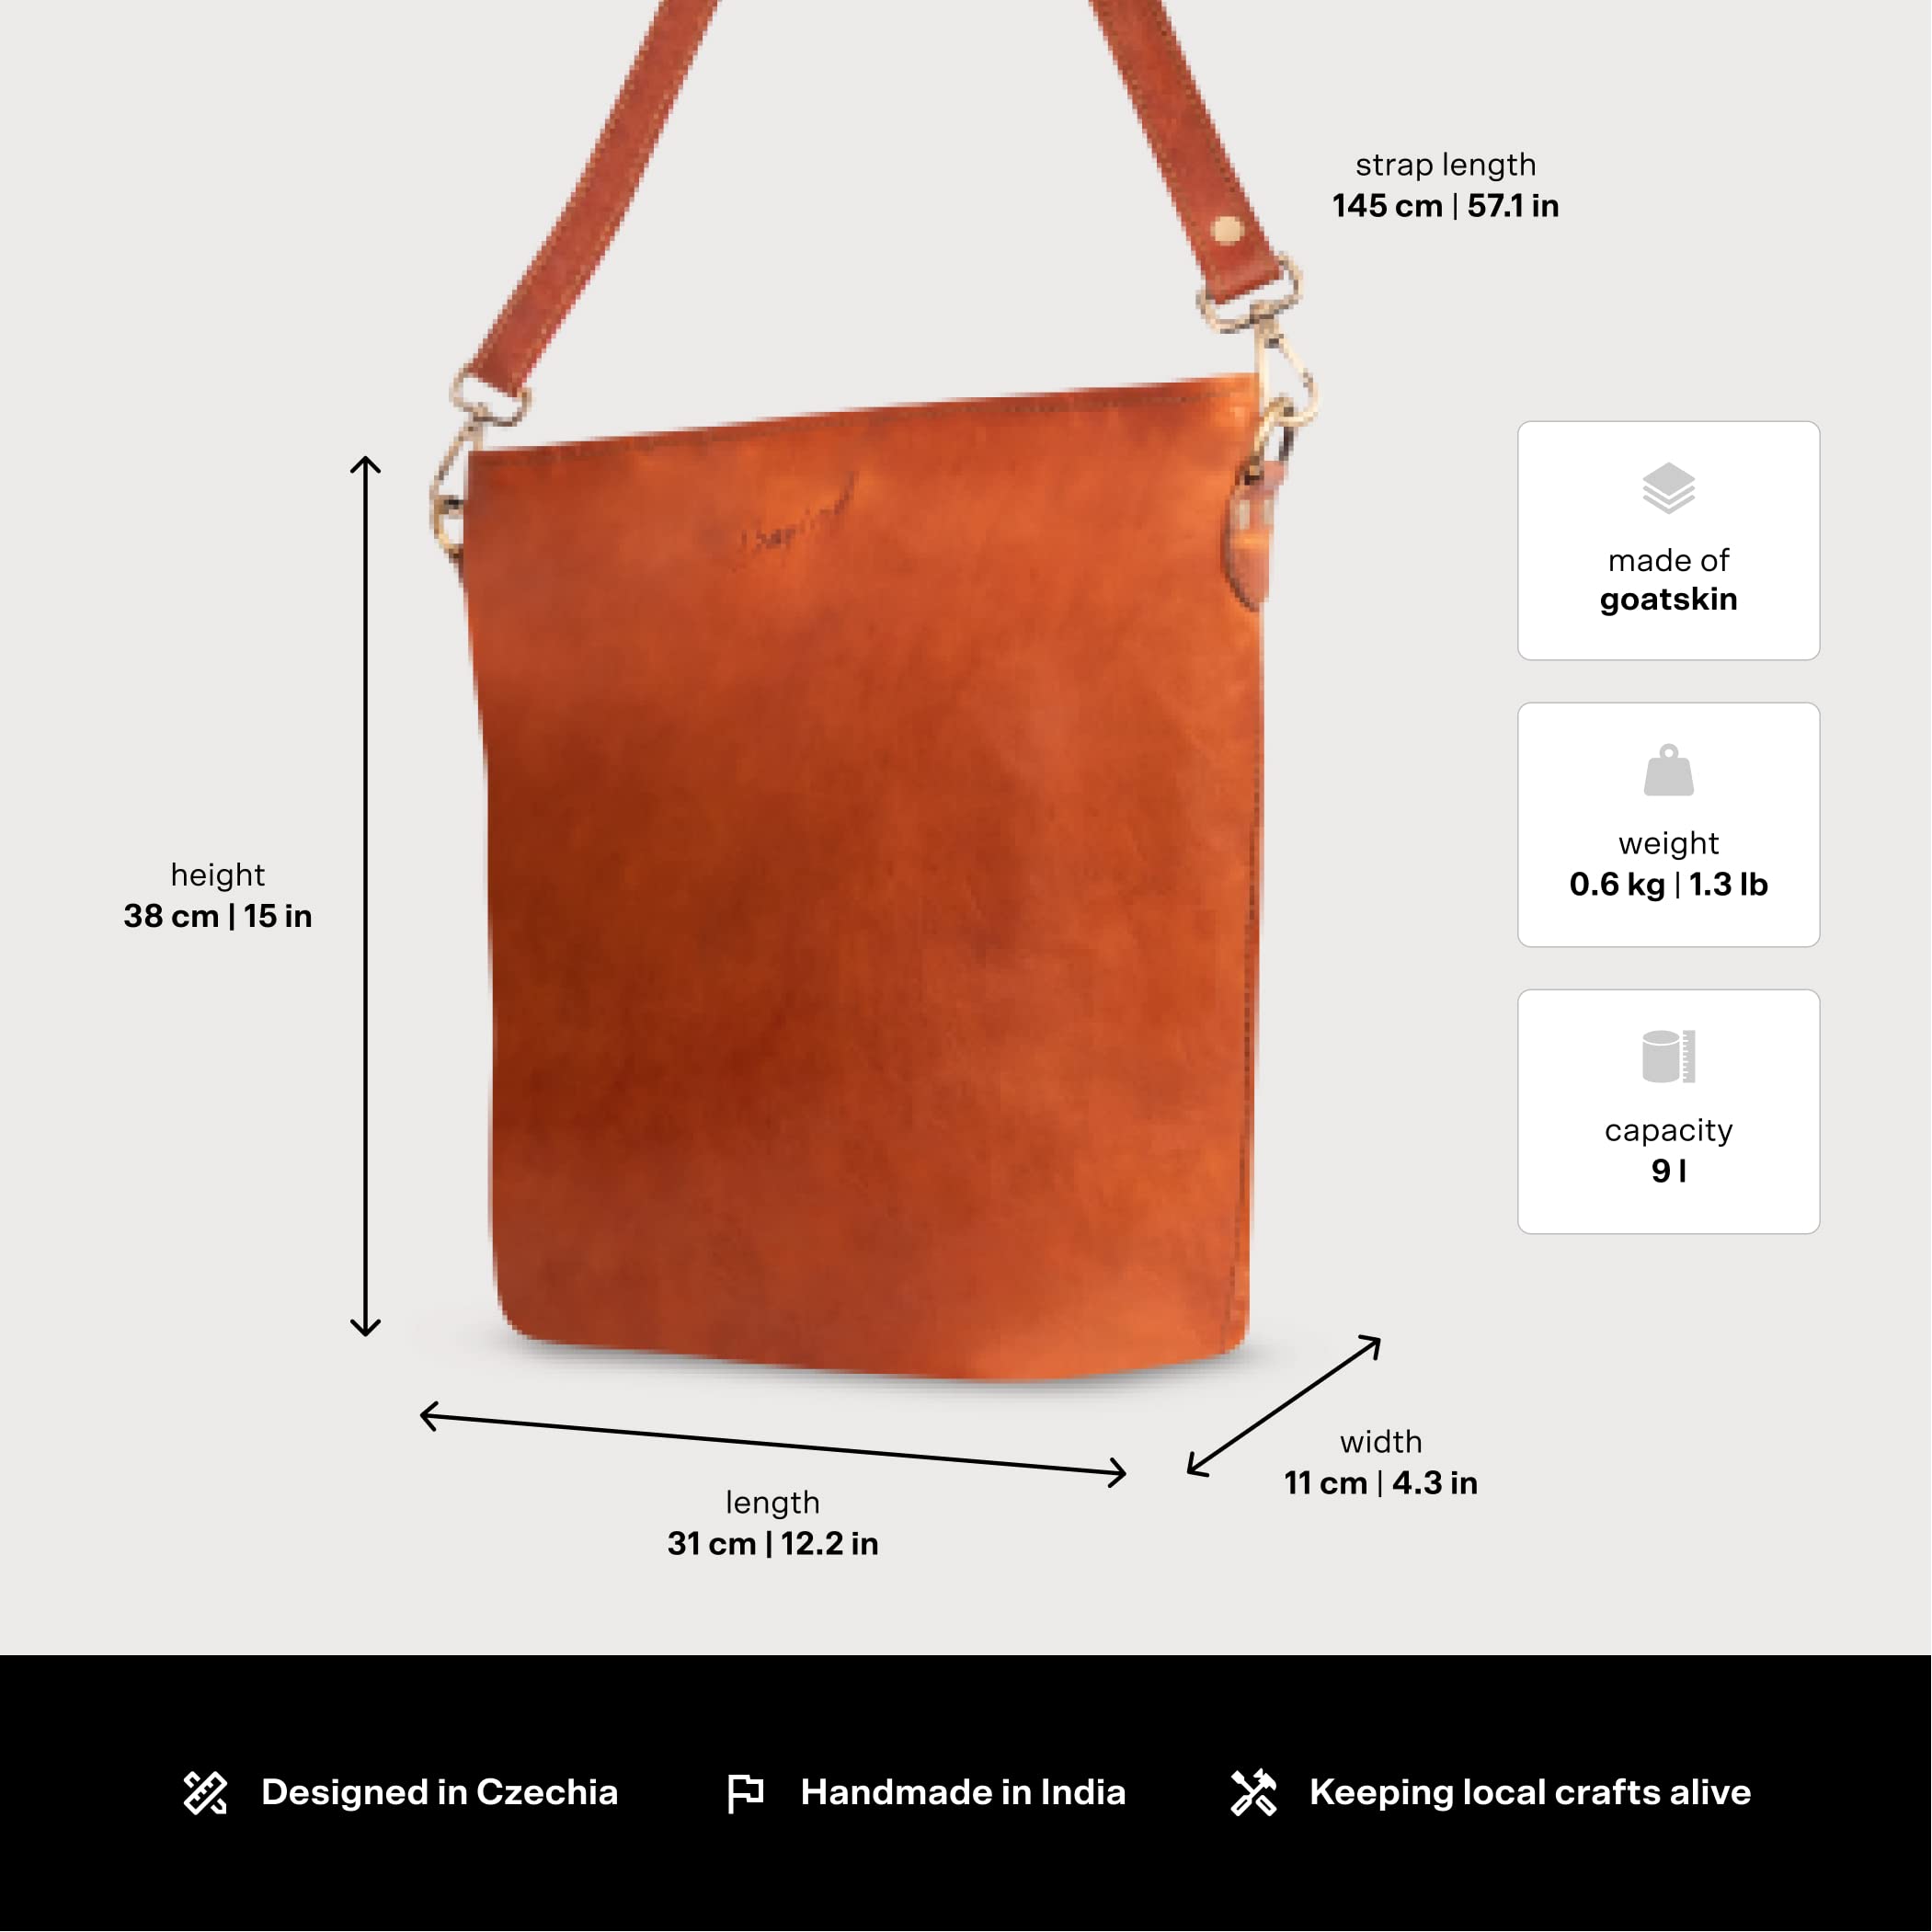 strap length
145 cm | 57.1 in
made of
goatskin
weight
0.6 kg | 1.3 lb
height
38 cm | 15 in
capacity
9 l
width
11 cm | 4.3 in
length
31 cm | 12.2 in
Designed in Czechia
Handmade in India
Keeping local crafts alive